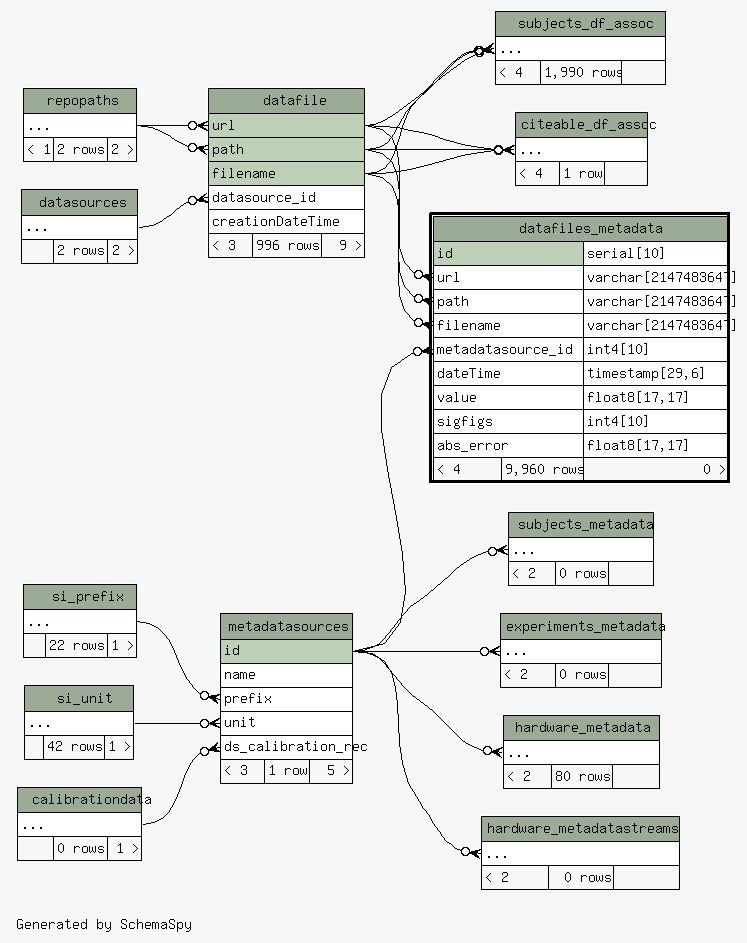 subjects_df_assoc
...
< 4 1,990 rows
repopaths
...
< 1 2 rows 2 >
datafile
url
path
filename
datasource_id
creationDateTime
< 3 996 rows 9 >
citeable_df_assoc
...
< 4 1 row
datasources
...
2 rows 2 >
datafiles_metadata
id serial[10]
url varchar[2147483647]
path varchar[2147483647]
filename varchar[2147483647]
metadatasource_id int4[10]
dateTime timestamp[29,6]
value float8[17,17]
sigfigs int4[10]
abs_error float8[17,17]
< 4 9,960 rows 0 >
subjects_metadata
...
< 2 0 rows
si_prefix
...
22 rows 1 >
metadatasources
id
name
prefix
unit
ds_calibration_rec
< 3 1 row 5 >
experiments_metadata
...
< 2 0 rows
si_unit
...
42 rows 1 >
hardware_metadata
...
< 2 80 rows
calibrationdata
...
0 rows 1 >
hardware_metadatastreams
...
< 2 0 rows
Generated by SchemaSpy